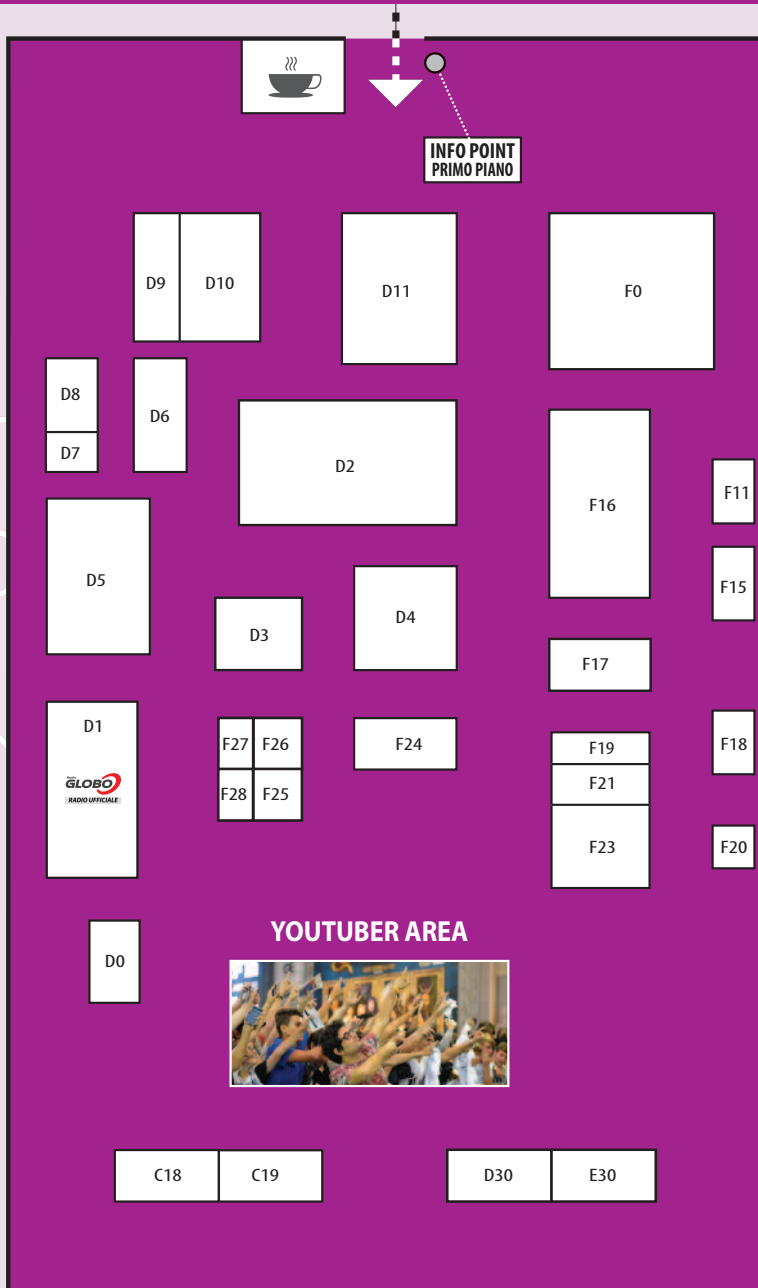 INFO POINT
PRIMO PIANO
D9
D10
D11
F0
D8
D7
D6
D2
F16
F11
F15
D5
D3
D4
F17
D1
Radio
GLOBO
RADIO UFFICIALE
F27
F26
F28
F25
F24
F19
F21
F23
F18
F20
D0
YOUTUBER AREA
C18
C19
D30
E30